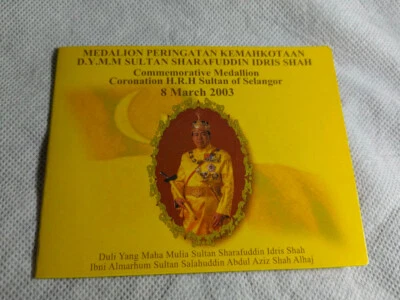 MEDALION PERINGATAN KEMAHKOTAAN
D.Y.M.M SULTAN SHARAFUDDIN IDRIS SHAH
Commemorative Medallion
Coronation H.R.H Sultan of Selangor
8 March 2003
Duli Yang Maha Mulia Sultan Sharafuddin Idris Shah
Ibni Almarhum Sultan Salahuddin Abdul Aziz Shah Alhaj